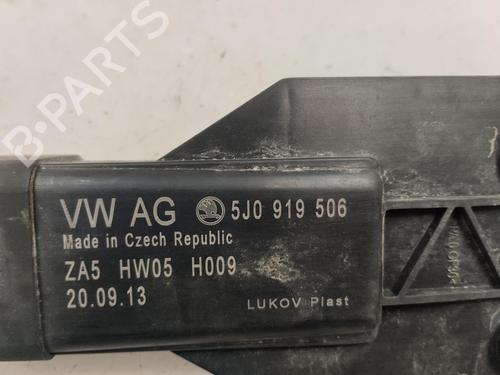 B-PARTS
VW AG 5J0 919 506
Made in Czech Republic
ZA5 HW05 H009
20.09.13
LUKOV Plast